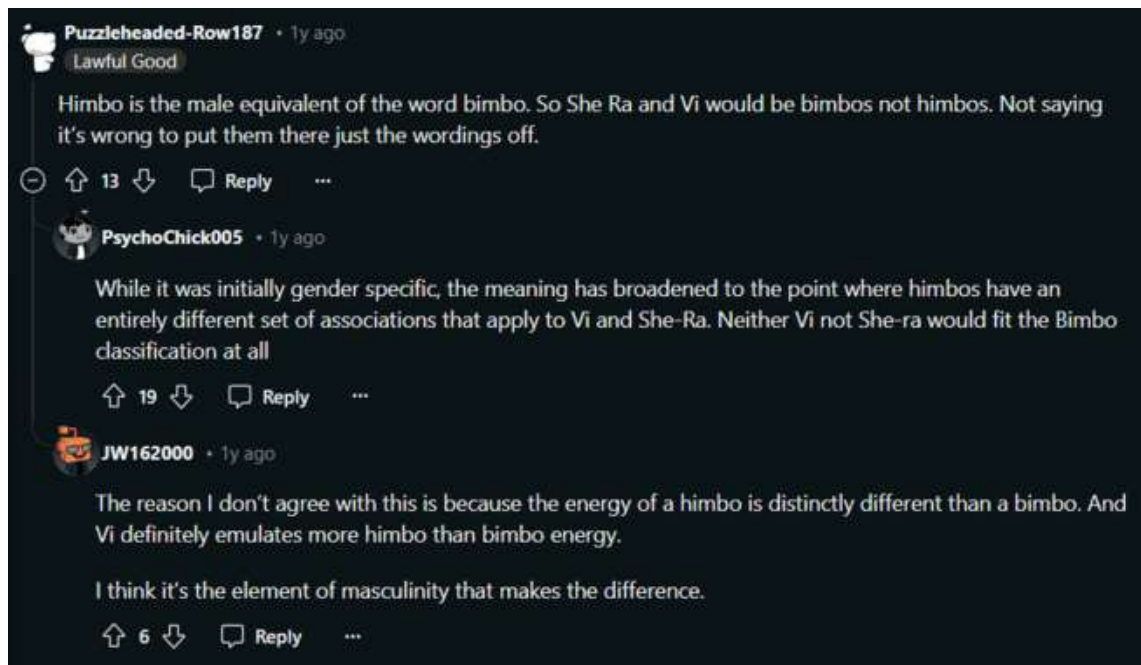 Puzzleheaded-Row187 • 1y ago
Lawful Good
Himbo is the male equivalent of the word bimbo. So She Ra and Vi would be bimbos not himbos. Not saying
it's wrong to put them there just the wordings off.
13 Reply ...
PsychoChick005 • 1y ago
While it was initially gender specific, the meaning has broadened to the point where himbos have an
entirely different set of associations that apply to Vi and She-Ra. Neither Vi not She-ra would fit the Bimbo
classification at all
19 Reply ...
JW162000 • 1y ago
The reason I don't agree with this is because the energy of a himbo is distinctly different than a bimbo. And
Vi definitely emulates more himbo than bimbo energy.
I think it's the element of masculinity that makes the difference.
6 Reply ...